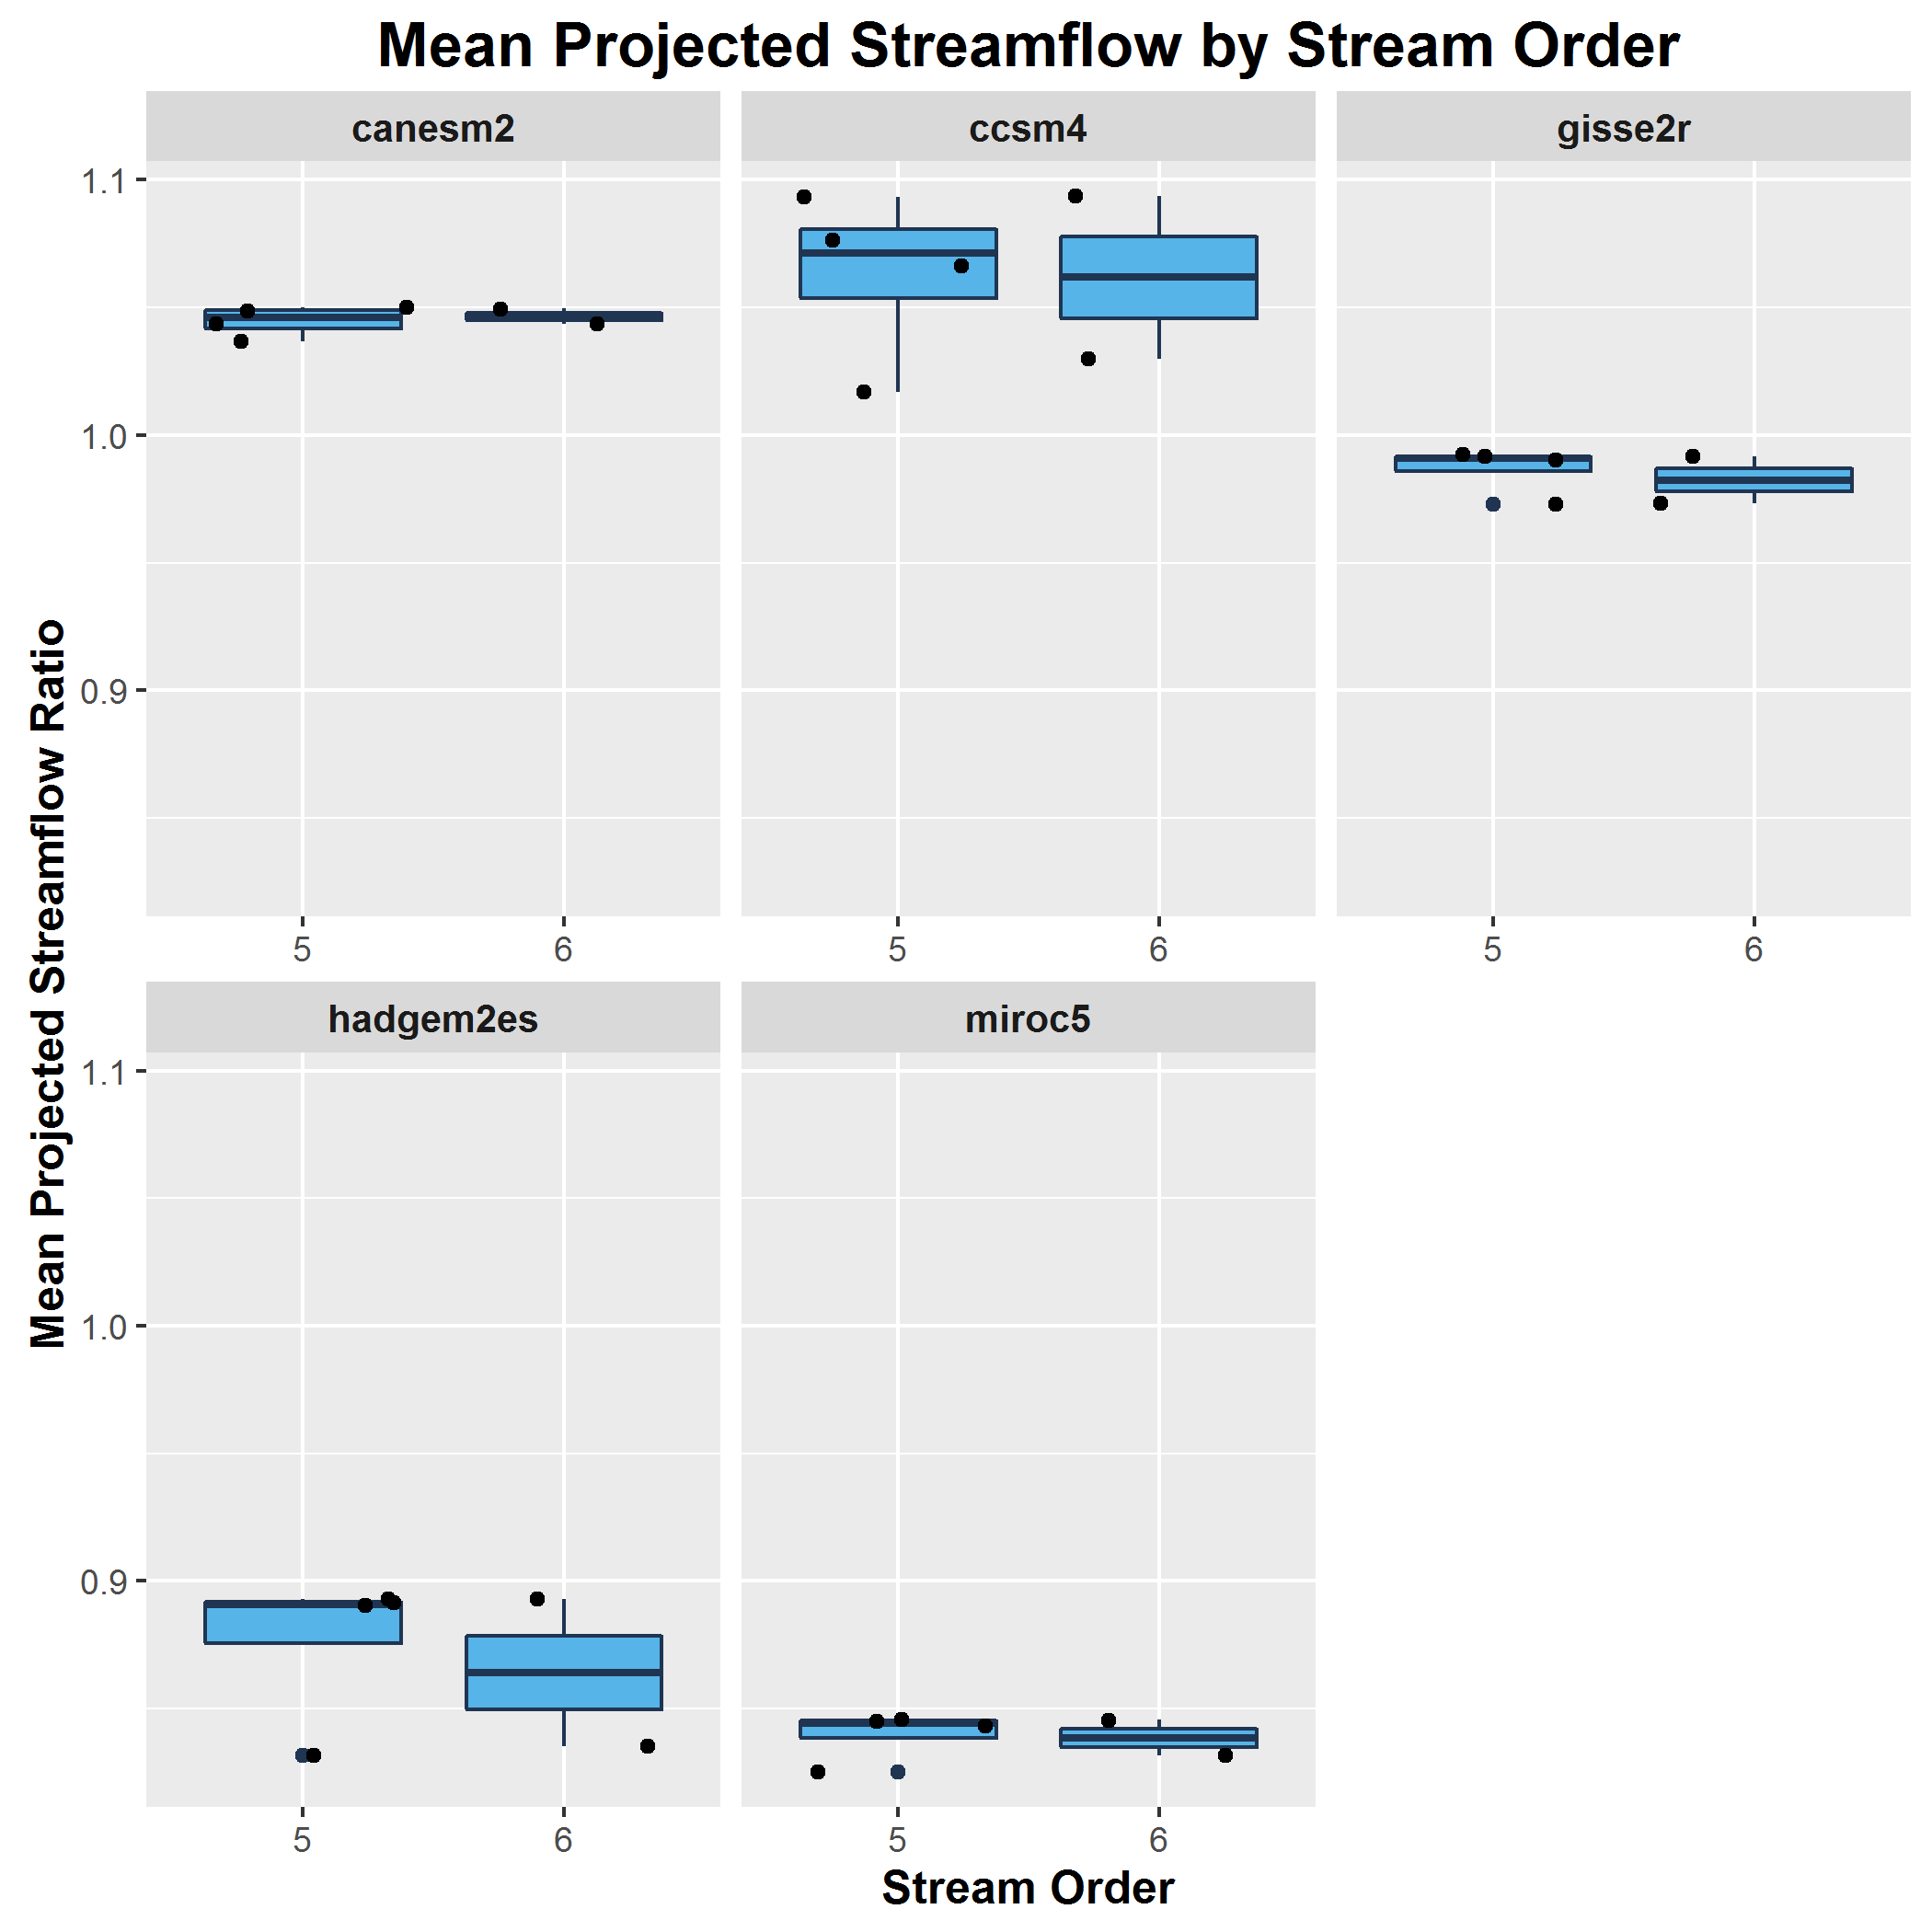 Mean Projected Streamflow by Stream Order
canesm2 ccsm4 gisse2r
1.1
1.0
0.9
5 6 5 6 5 6
hadgem2es miroc5
1.1
1.0
0.9
5 6 5 6
Stream Order
Mean Projected Streamflow Ratio